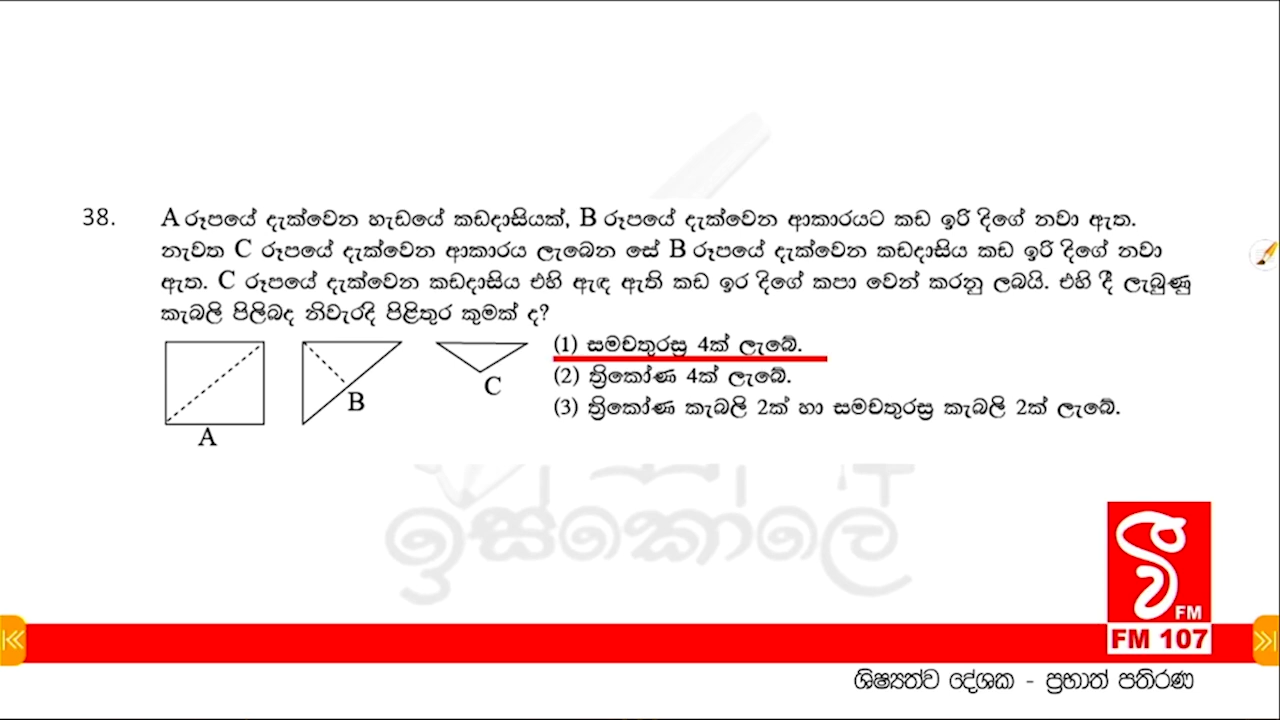 38. A රූපයේ දැක්වෙන හැඩයේ කඩදාසියක්, B රූපයේ දැක්වෙන ආකාරයට කඩ ඉරි දිගේ නවා ඇත.
නැවත C රූපයේ දැක්වෙන ආකාරය ලැබෙන සේ B රූපයේ දැක්වෙන කඩදාසිය කඩ ඉරි දිගේ නවා
ඇත. C රූපයේ දැක්වෙන කඩදාසිය එහි ඇඳ ඇති කඩ ඉර දිගේ කපා වෙන් කරනු ලබයි. එහි දී ලැබුණු
කැබලි පිලිබද නිවැරදි පිළිතුර කුමක් ද?
(1) සමචතුරස්‍ර 4ක් ලැබේ.
(2) ත්‍රිකෝණ 4ක් ලැබේ.
(3) ත්‍රිකෝණ කැබලි 2ක් හා සමචතුරස්‍ර කැබලි 2ක් ලැබේ.
A
B
C
ඉස්කෝලෙ
වී FM
FM 107
ශිෂ්‍යත්ව දේශක - ප්‍රභාත් පතිරණ